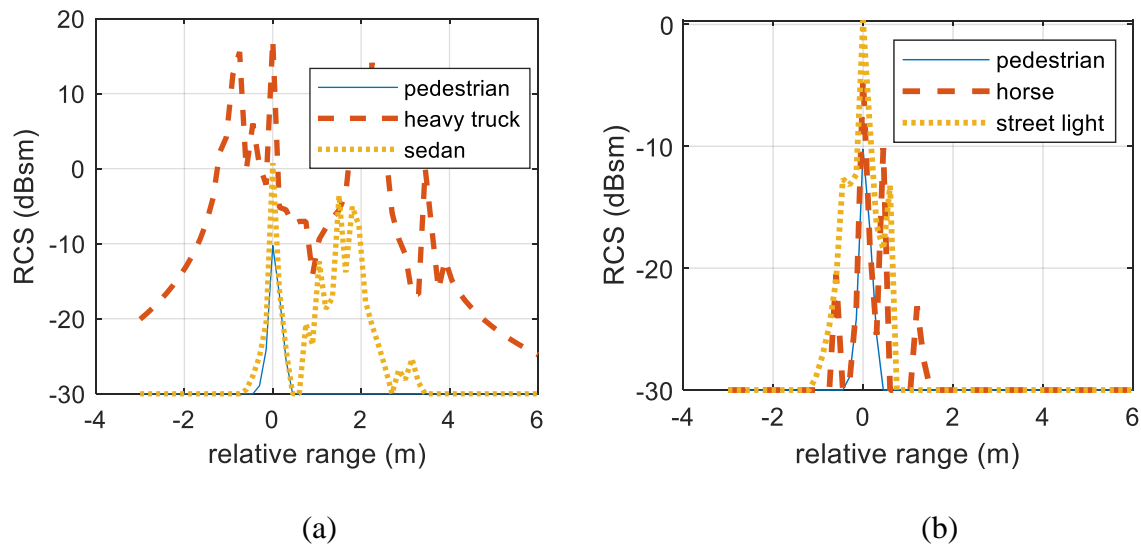 20
10
0
-10
-20
-30
RCS (dBsm)
-4 -2 0 2 4 6
relative range (m)
pedestrian
heavy truck
sedan
(a)
0
-10
-20
-30
RCS (dBsm)
-4 -2 0 2 4 6
relative range (m)
pedestrian
horse
street light
(b)